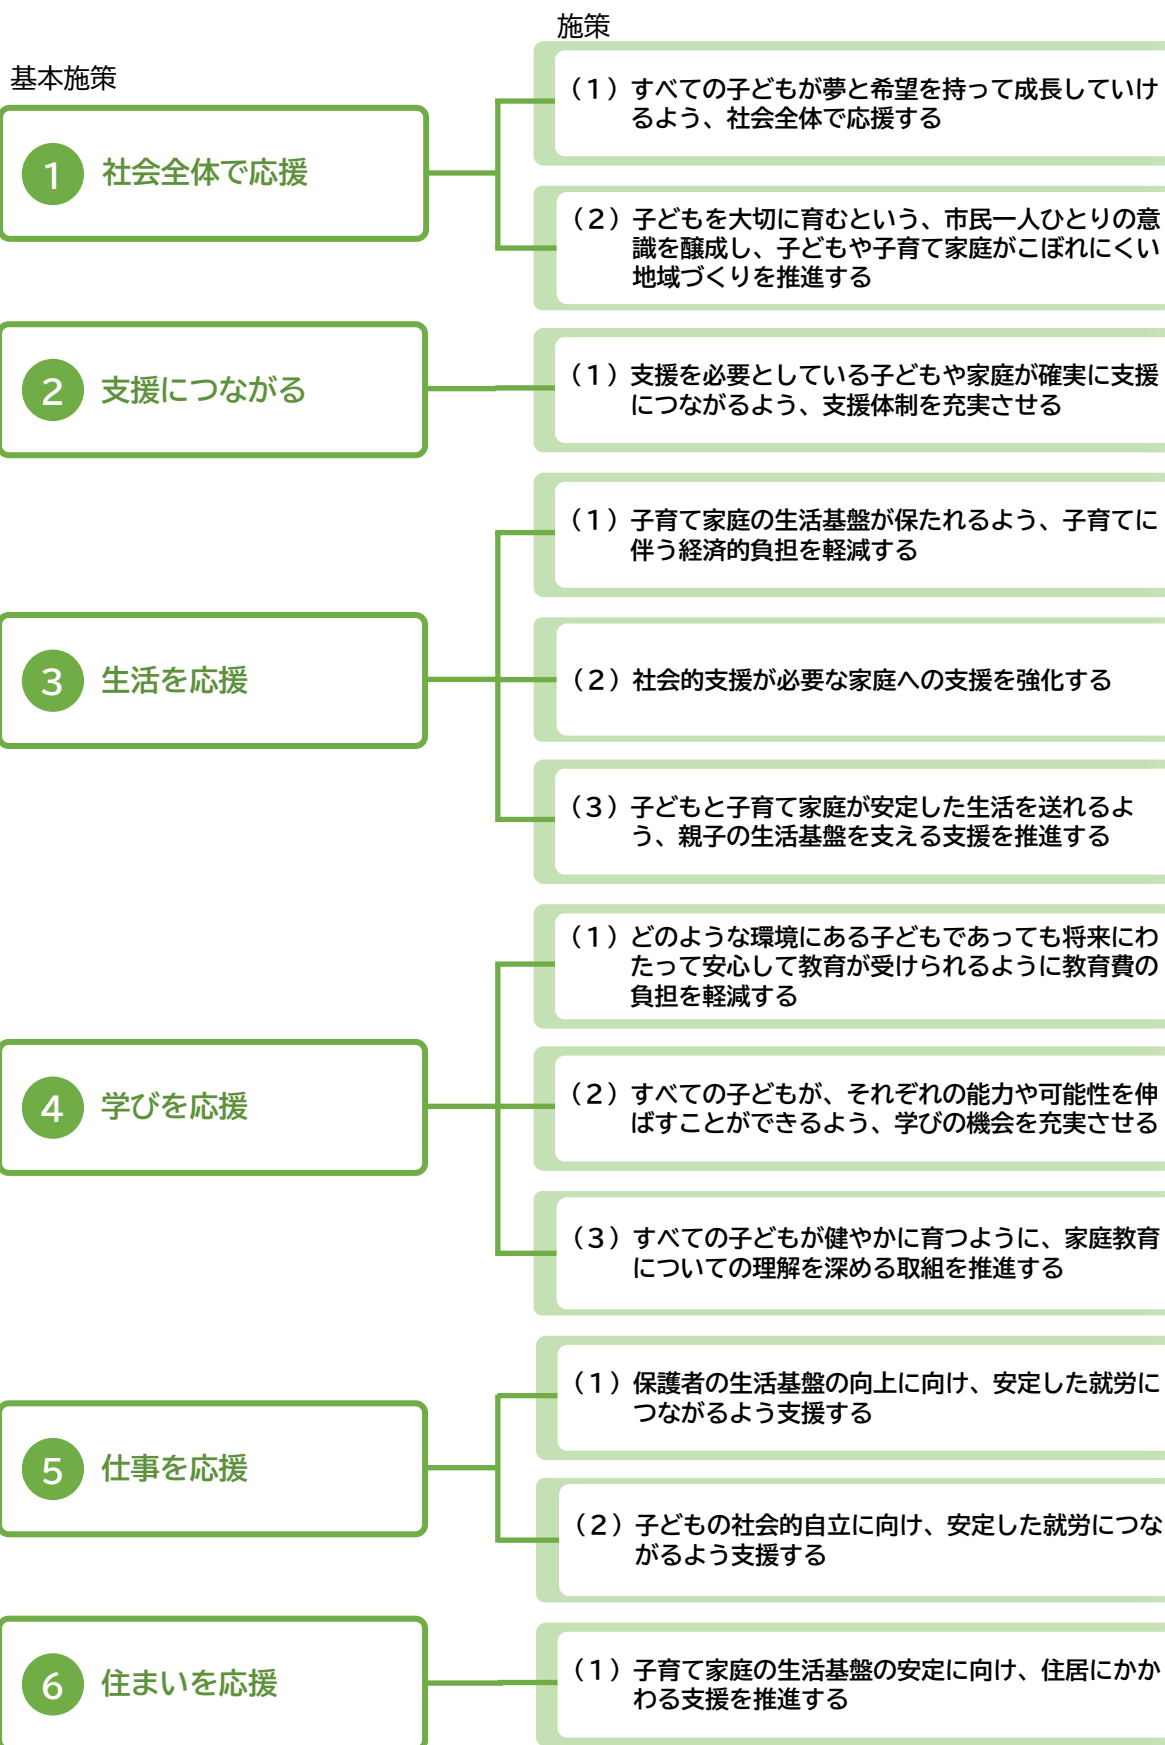 施策
基本施策
1 社会全体で応援
（1）すべての子どもが夢と希望を持って成長していけ
るよう、社会全体で応援する
（2）子どもを大切に育むという、市民一人ひとりの意
識を醸成し、子どもや子育て家庭がこぼれにくい
地域づくりを推進する
2 支援につながる
（1）支援を必要としている子どもや家庭が確実に支援
につながるよう、支援体制を充実させる
3 生活を応援
（1）子育て家庭の生活基盤が保たれるよう、子育てに
伴う経済的負担を軽減する
（2）社会的支援が必要な家庭への支援を強化する
（3）子どもと子育て家庭が安定した生活を送れるよ
う、親子の生活基盤を支える支援を推進する
4 学びを応援
（1）どのような環境にある子どもであっても将来にわ
たって安心して教育が受けられるように教育費の
負担を軽減する
（2）すべての子どもが、それぞれの能力や可能性を伸
ばすことができるよう、学びの機会を充実させる
（3）すべての子どもが健やかに育つように、家庭教育
についての理解を深める取組を推進する
5 仕事を応援
（1）保護者の生活基盤の向上に向け、安定した就労に
つながるよう支援する
（2）子どもの社会的自立に向け、安定した就労につな
がるよう支援する
6 住まいを応援
（1）子育て家庭の生活基盤の安定に向け、住居にかか
わる支援を推進する